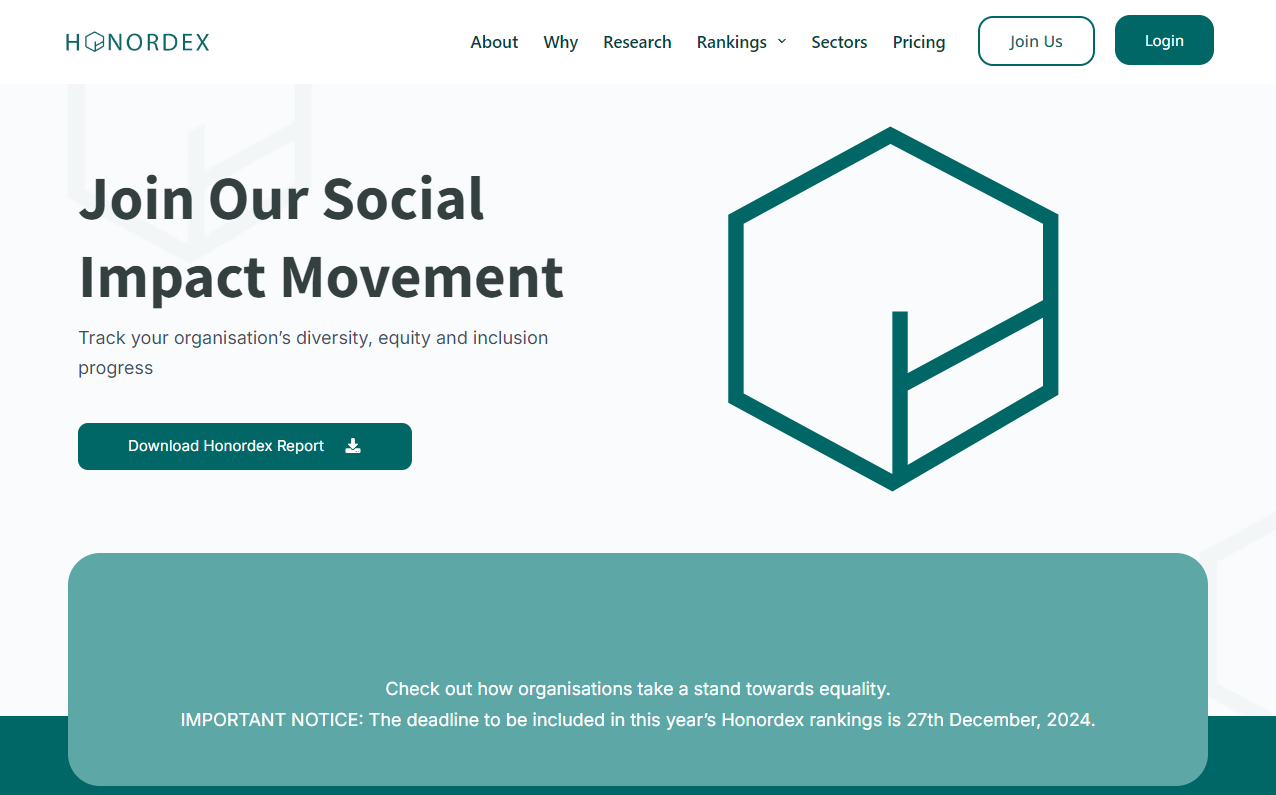 HONORDEX
About Why Research Rankings Sectors Pricing Join Us Login
Join Our Social
Impact Movement
Track your organisation’s diversity, equity and inclusion
progress
Download Honordex Report
Check out how organisations take a stand towards equality.
IMPORTANT NOTICE: The deadline to be included in this year’s Honordex rankings is 27th December, 2024.